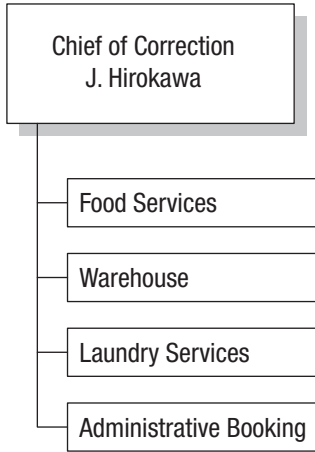 Chief of Correction
J. Hirokawa
Food Services
Warehouse
Laundry Services
Administrative Booking